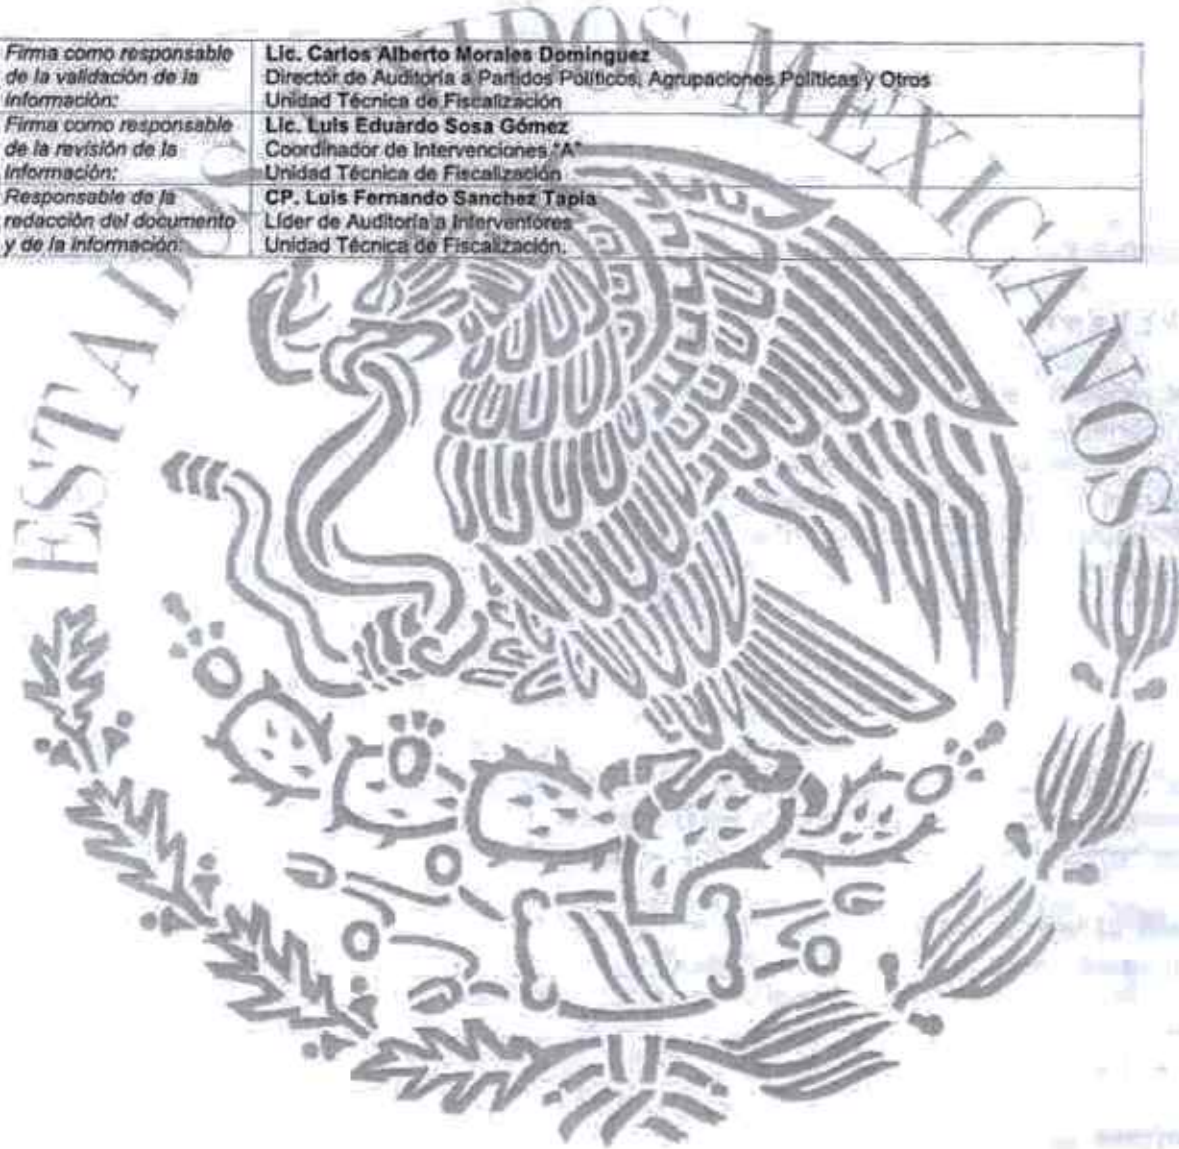 Firma como responsable de la validación de la información:
Lic. Carlos Alberto Morales Domínguez
Director de Auditoría a Partidos Políticos, Agrupaciones Políticas y Otros
Unidad Técnica de Fiscalización
Firma como responsable de la revisión de la información:
Lic. Luis Eduardo Sosa Gómez
Coordinador de Intervenciones "A"
Unidad Técnica de Fiscalización
Responsable de la redacción del documento y de la información:
CP. Luis Fernando Sanchez Tapia
Líder de Auditoría a Interventores
Unidad Técnica de Fiscalización.
ESTADOS UNIDOS MEXICANOS